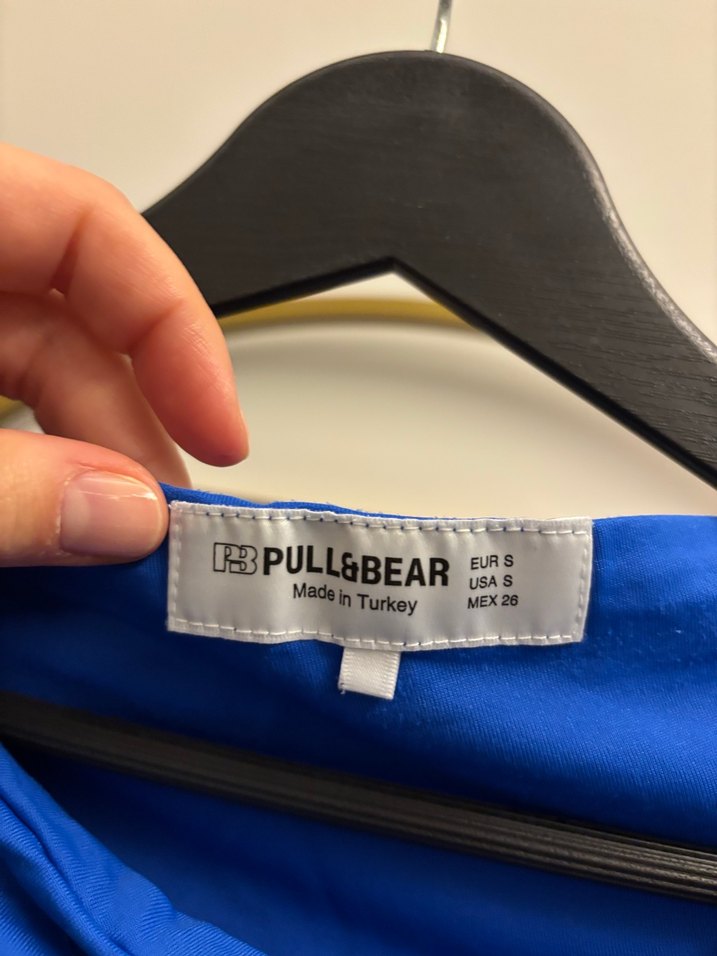 PB PULL&BEAR
Made in Turkey
EUR S
USA S
MEX 26